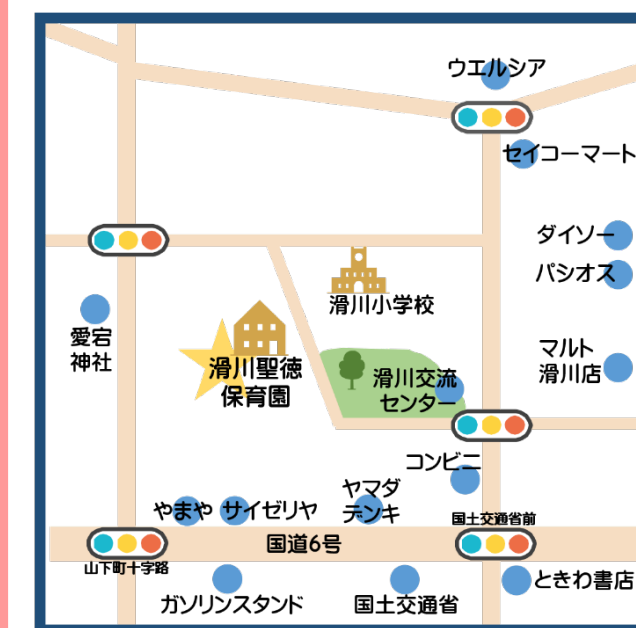 ウエルシア
セイコーマート
ダイソー
パシオス
滑川小学校
愛宕
神社
マルト
滑川店
滑川聖徳
保育園
滑川交流
センター
コンビニ
ヤマダ
デンキ
やまや
サイゼリヤ
国土交通省前
国道6号
山下町十字路
ガソリンスタンド
国土交通省
ときわ書店